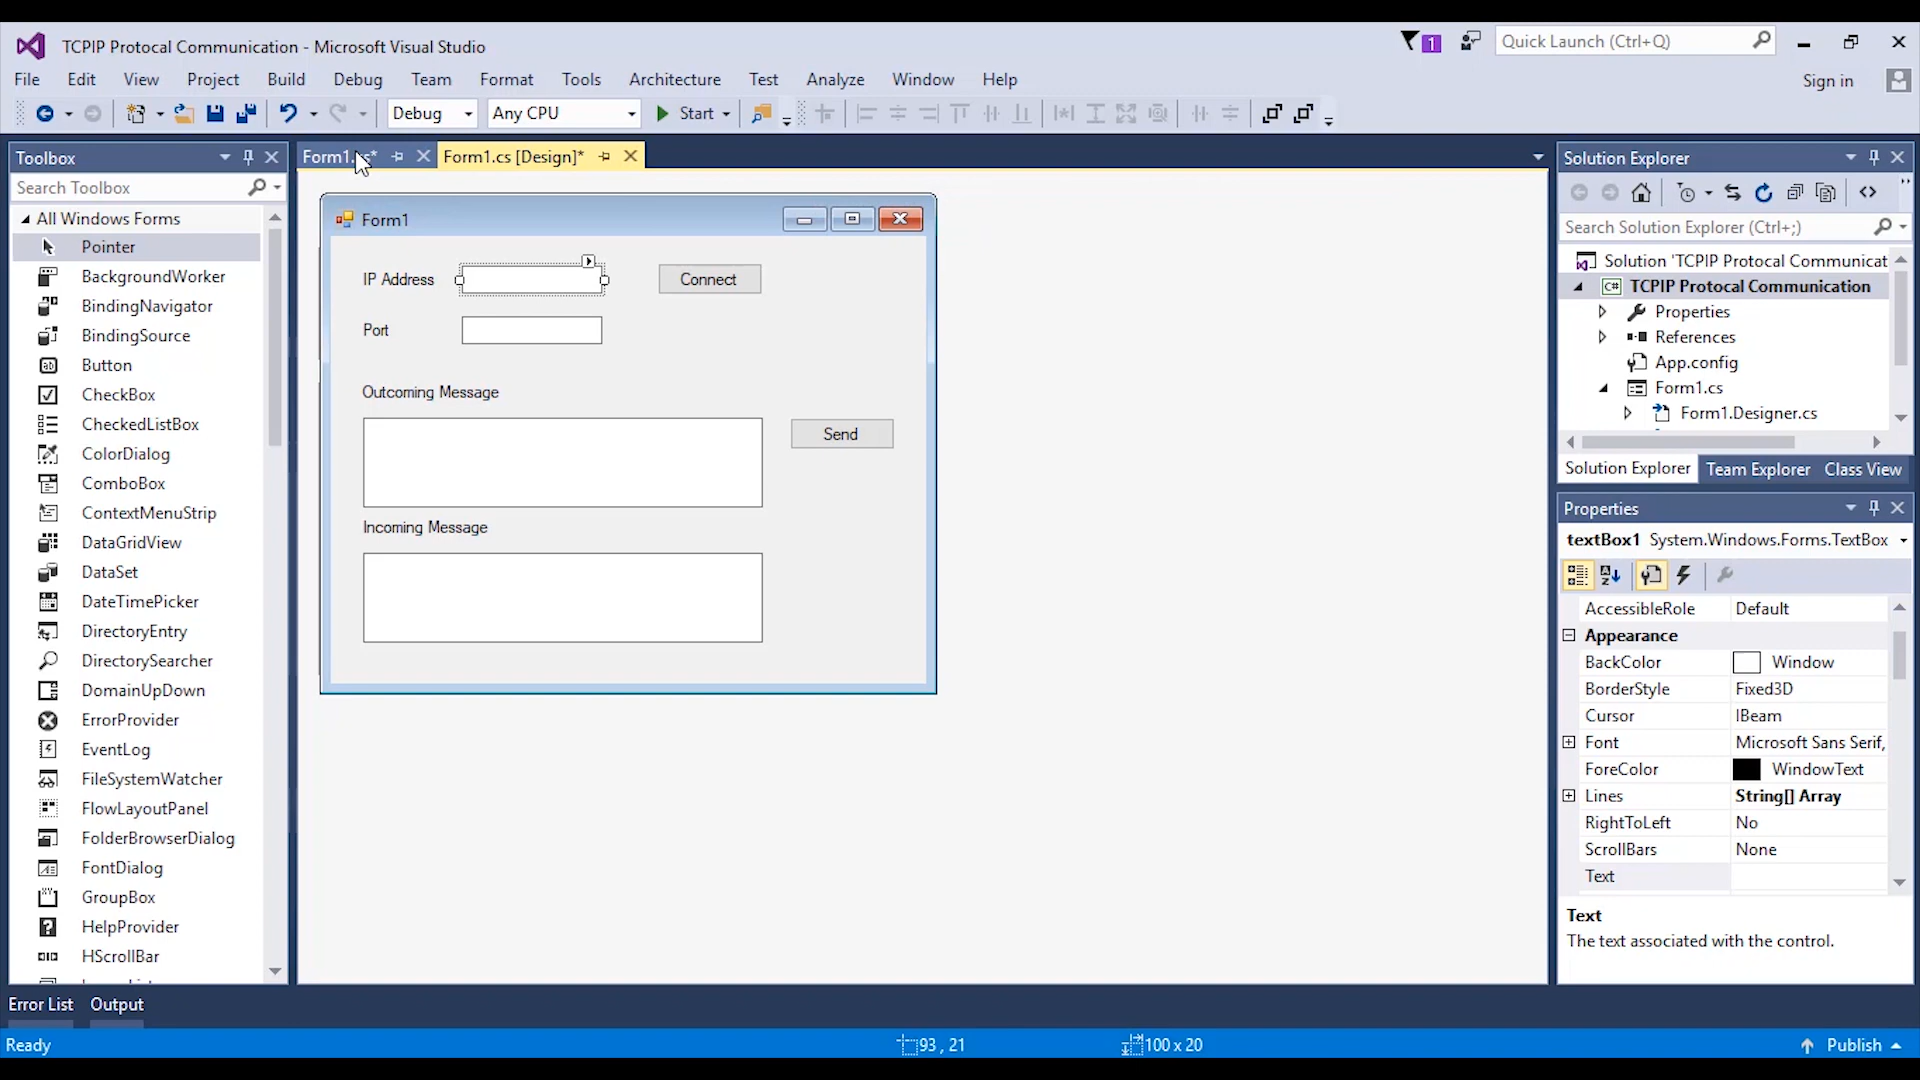 TCPIP Protocal Communication - Microsoft Visual Studio
1
Quick Launch (Ctrl+Q)
File Edit View Project Build Debug Team Format Tools Architecture Test Analyze Window Help
Sign in
Debug
Any CPU
Start
Toolbox
Search Toolbox
All Windows Forms
Pointer
BackgroundWorker
BindingNavigator
BindingSource
Button
CheckBox
CheckedListBox
ColorDialog
ComboBox
ContextMenuStrip
DataGridView
DataSet
DateTimePicker
DirectoryEntry
DirectorySearcher
DomainUpDown
ErrorProvider
EventLog
FileSystemWatcher
FlowLayoutPanel
FolderBrowserDialog
FontDialog
GroupBox
HelpProvider
HScrollBar
Form1.cs [Design]*
Form1
IP Address
Connect
Port
Outcoming Message
Send
Incoming Message
Solution Explorer
Search Solution Explorer (Ctrl+;)
Solution 'TCPIP Protocal Communicat
C# TCPIP Protocal Communication
Properties
References
App.config
Form1.cs
Form1.Designer.cs
Solution Explorer Team Explorer Class View
Properties
textBox1 System.Windows.Forms.TextBox
AccessibleRole Default
Appearance
BackColor Window
BorderStyle Fixed3D
Cursor IBeam
Font Microsoft Sans Serif,
ForeColor WindowText
Lines String[] Array
RightToLeft No
ScrollBars None
Text
Text
The text associated with the control.
Error List Output
Ready
93 , 21
100 x 20
Publish